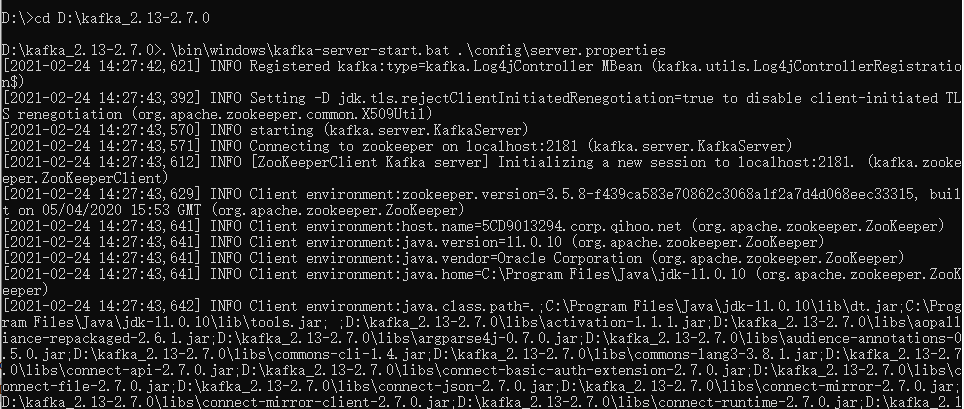 D:\>cd D:\kafka_2.13-2.7.0
D:\kafka_2.13-2.7.0>.\bin\windows\kafka-server-start.bat .\config\server.properties
[2021-02-24 14:27:42,621] INFO Registered kafka:type=kafka.Log4jController MBean (kafka.utils.Log4jControllerRegistratio
n$)
[2021-02-24 14:27:43,392] INFO Setting -D jdk.tls.rejectClientInitiatedRenegotiation=true to disable client-initiated TL
S renegotiation (org.apache.zookeeper.common.X509Util)
[2021-02-24 14:27:43,570] INFO starting (kafka.server.KafkaServer)
[2021-02-24 14:27:43,571] INFO Connecting to zookeeper on localhost:2181 (kafka.server.KafkaServer)
[2021-02-24 14:27:43,612] INFO [ZooKeeperClient Kafka server] Initializing a new session to localhost:2181. (kafka.zooke
eper.ZooKeeperClient)
[2021-02-24 14:27:43,629] INFO Client environment:zookeeper.version=3.5.8-f439ca583e70862c3068a1f2a7d4d068eec33315, buil
t on 05/04/2020 15:53 GMT (org.apache.zookeeper.ZooKeeper)
[2021-02-24 14:27:43,641] INFO Client environment:host.name=5CD9013294.corp.qihoo.net (org.apache.zookeeper.ZooKeeper)
[2021-02-24 14:27:43,641] INFO Client environment:java.version=11.0.10 (org.apache.zookeeper.ZooKeeper)
[2021-02-24 14:27:43,641] INFO Client environment:java.vendor=Oracle Corporation (org.apache.zookeeper.ZooKeeper)
[2021-02-24 14:27:43,641] INFO Client environment:java.home=C:\Program Files\Java\jdk-11.0.10 (org.apache.zookeeper.ZooK
eeper)
[2021-02-24 14:27:43,642] INFO Client environment:java.class.path=.;C:\Program Files\Java\jdk-11.0.10\lib\dt.jar;C:\Prog
ram Files\Java\jdk-11.0.10\lib\tools.jar; ;D:\kafka_2.13-2.7.0\libs\activation-1.1.1.jar;D:\kafka_2.13-2.7.0\libs\aopall
iance-repackaged-2.6.1.jar;D:\kafka_2.13-2.7.0\libs\argparse4j-0.7.0.jar;D:\kafka_2.13-2.7.0\libs\audience-annotations-0
.5.0.jar;D:\kafka_2.13-2.7.0\libs\commons-cli-1.4.jar;D:\kafka_2.13-2.7.0\libs\commons-lang3-3.8.1.jar;D:\kafka_2.13-2.7
.0\libs\connect-api-2.7.0.jar;D:\kafka_2.13-2.7.0\libs\connect-basic-auth-extension-2.7.0.jar;D:\kafka_2.13-2.7.0\libs\c
onnect-file-2.7.0.jar;D:\kafka_2.13-2.7.0\libs\connect-json-2.7.0.jar;D:\kafka_2.13-2.7.0\libs\connect-mirror-2.7.0.jar;
D:\kafka_2.13-2.7.0\libs\connect-mirror-client-2.7.0.jar;D:\kafka_2.13-2.7.0\libs\connect-runtime-2.7.0.jar;D:\kafka_2.1